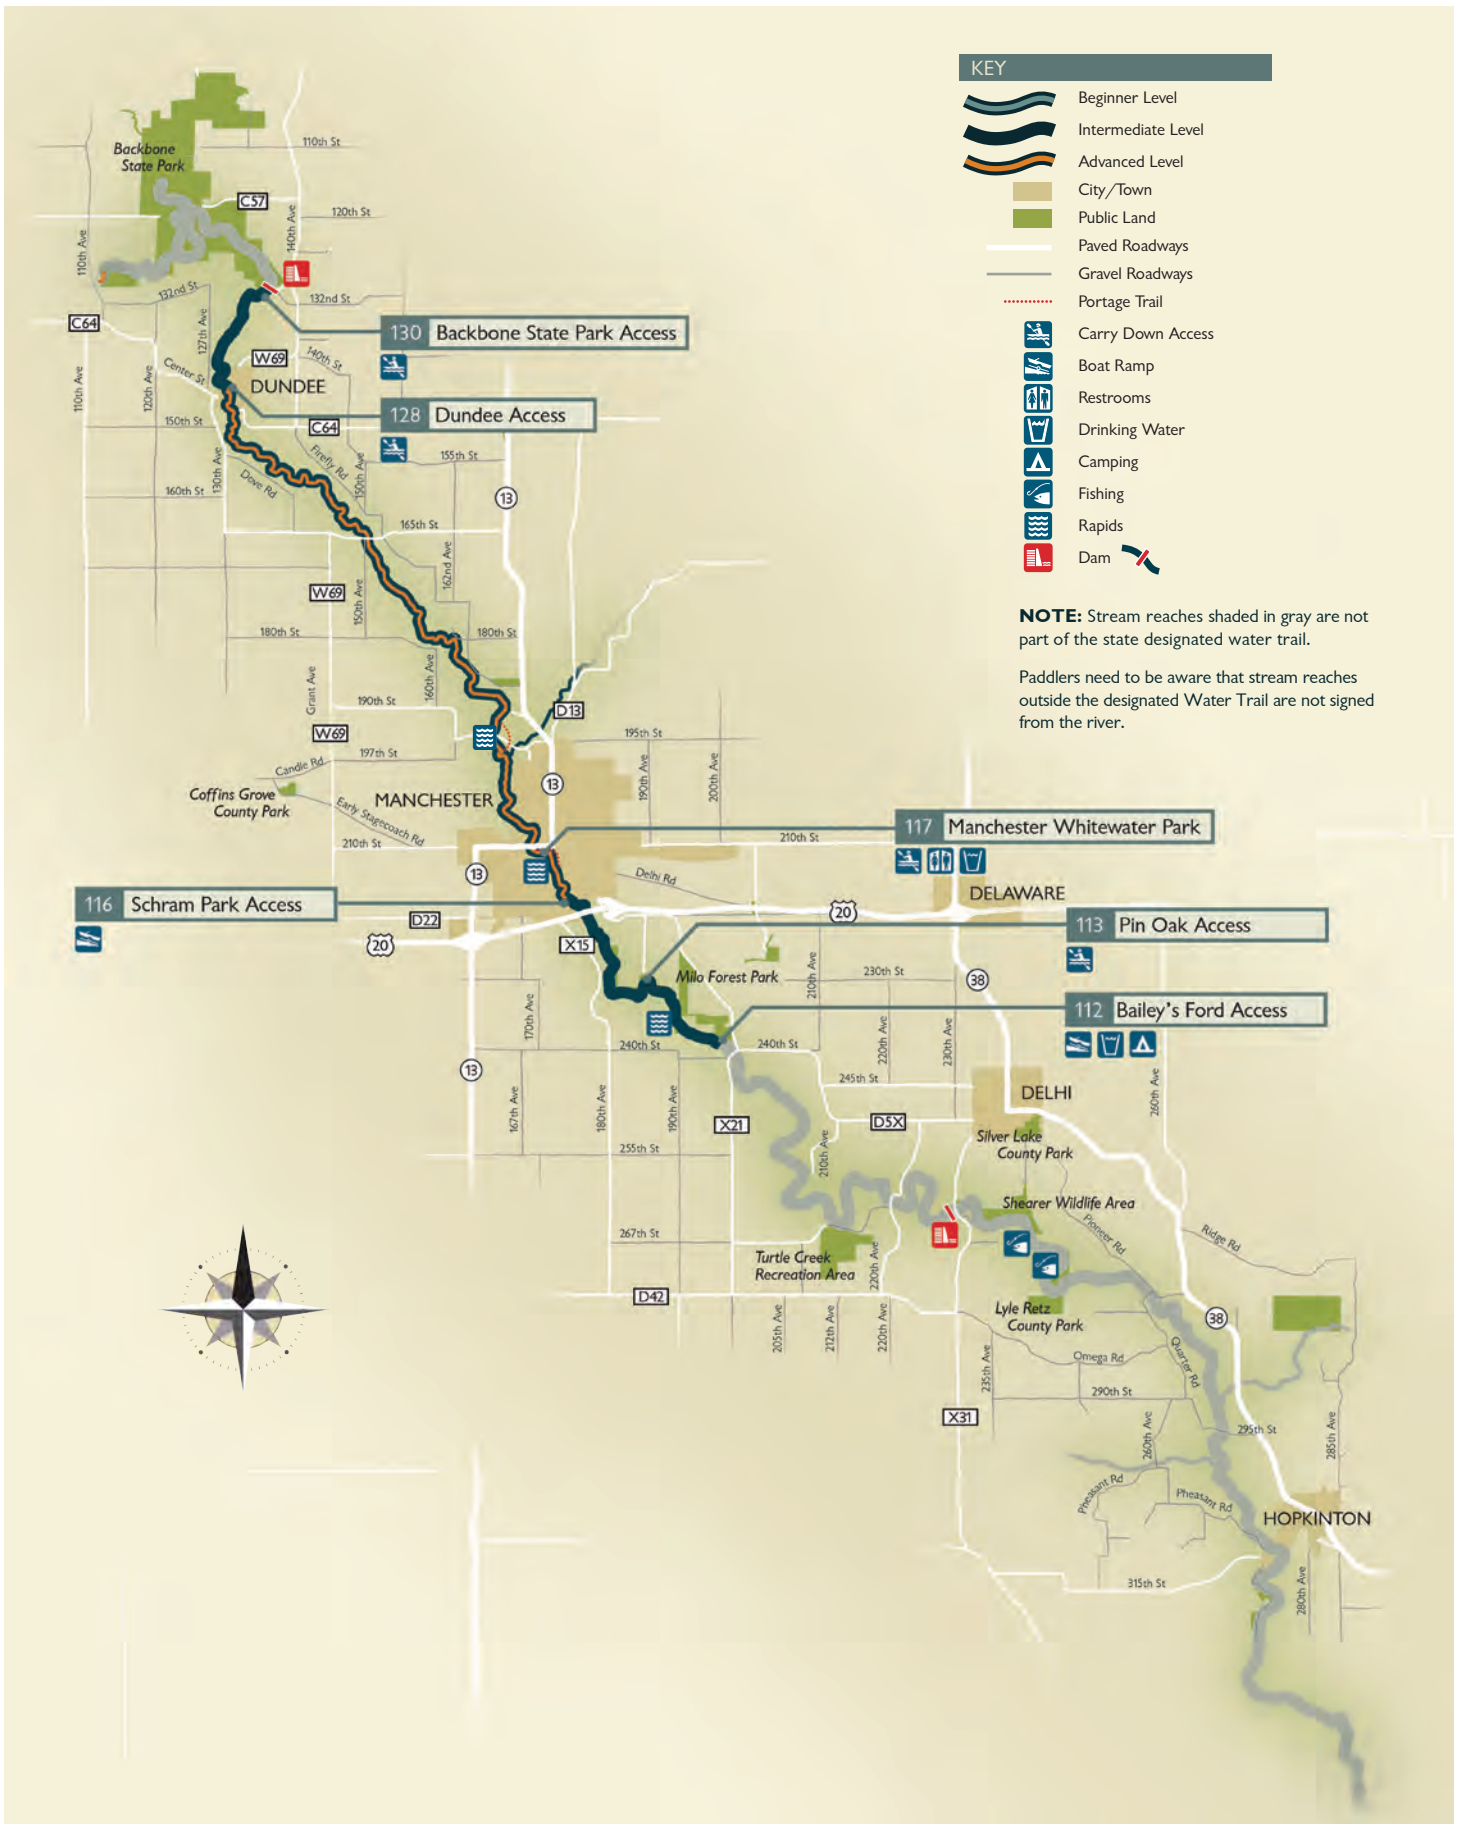 KEY
Beginner Level
Intermediate Level
Advanced Level
City/Town
Public Land
Paved Roadways
Gravel Roadways
Portage Trail
Carry Down Access
Boat Ramp
Restrooms
Drinking Water
Camping
Fishing
Rapids
Dam
NOTE: Stream reaches shaded in gray are not
part of the state designated water trail.
Paddlers need to be aware that stream reaches
outside the designated Water Trail are not signed
from the river.
110th St
Backbone
State Park
C57
120th St
140th Ave
110th Ave
132nd St
132nd St
C64
127th Ave
130 Backbone State Park Access
W69
140th St
Center St
DUNDEE
110th Ave
120th Ave
128 Dundee Access
150th St
C64
155th St
Firefly Rd
150th Ave
130th Ave
Dove Rd
160th St
13
165th St
162nd Ave
W69
150th Ave
180th St
180th St
160th Ave
Grant Ave
190th St
D13
W69
195th St
197th St
Candle Rd
190th Ave
200th Ave
13
Coffins Grove
County Park
MANCHESTER
Early Stagecoach Rd
117 Manchester Whitewater Park
210th St
210th St
13
Delhi Rd
DELAWARE
116 Schram Park Access
D22
20
20
113 Pin Oak Access
X15
Milo Forest Park
210th Ave
230th St
38
112 Bailey's Ford Access
170th Ave
240th St
240th St
220th Ave
230th Ave
13
245th St
DELHI
260th Ave
167th Ave
180th Ave
190th Ave
X21
D5X
Silver Lake
County Park
255th St
210th Ave
Shearer Wildlife Area
Pioneer Rd
Ridge Rd
267th St
Turtle Creek
Recreation Area
220th Ave
D42
Lyle Retz
County Park
38
205th Ave
212th Ave
220th Ave
Omega Rd
Quarter Rd
235th Ave
290th St
X31
260th Ave
295th St
285th Ave
Pheasant Rd
Pheasant Rd
HOPKINTON
315th St
280th Ave